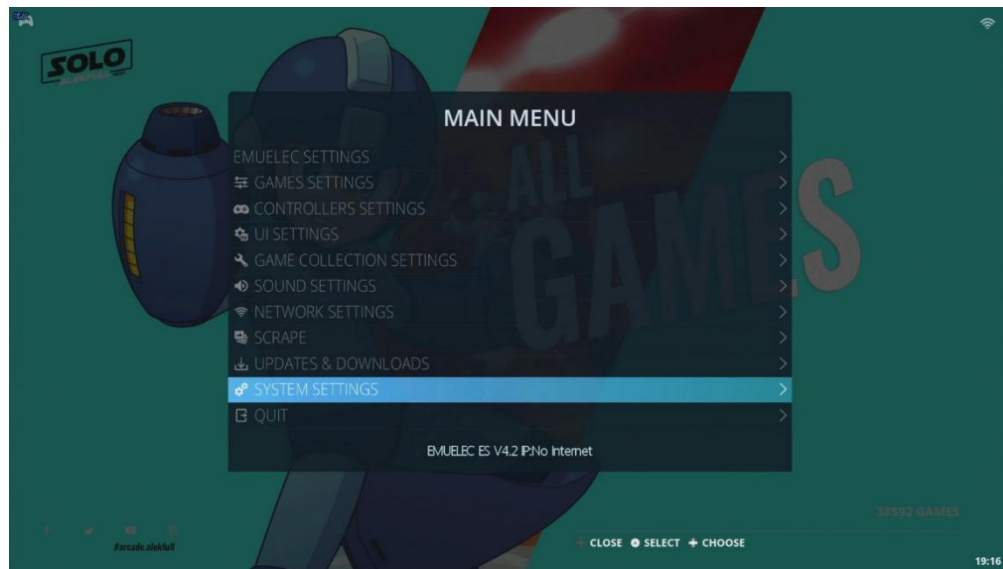 SOLO
MAIN MENU
EMUELEC SETTINGS
GAMES SETTINGS
CONTROLLERS SETTINGS
UI SETTINGS
GAME COLLECTION SETTINGS
SOUND SETTINGS
NETWORK SETTINGS
SCRAPE
UPDATES & DOWNLOADS
SYSTEM SETTINGS
QUIT
EMUELEC ES V4.2 IP:No Internet
ALL
GAMES
38592 GAMES
#arcade.alekfull
CLOSE SELECT CHOOSE
19:16